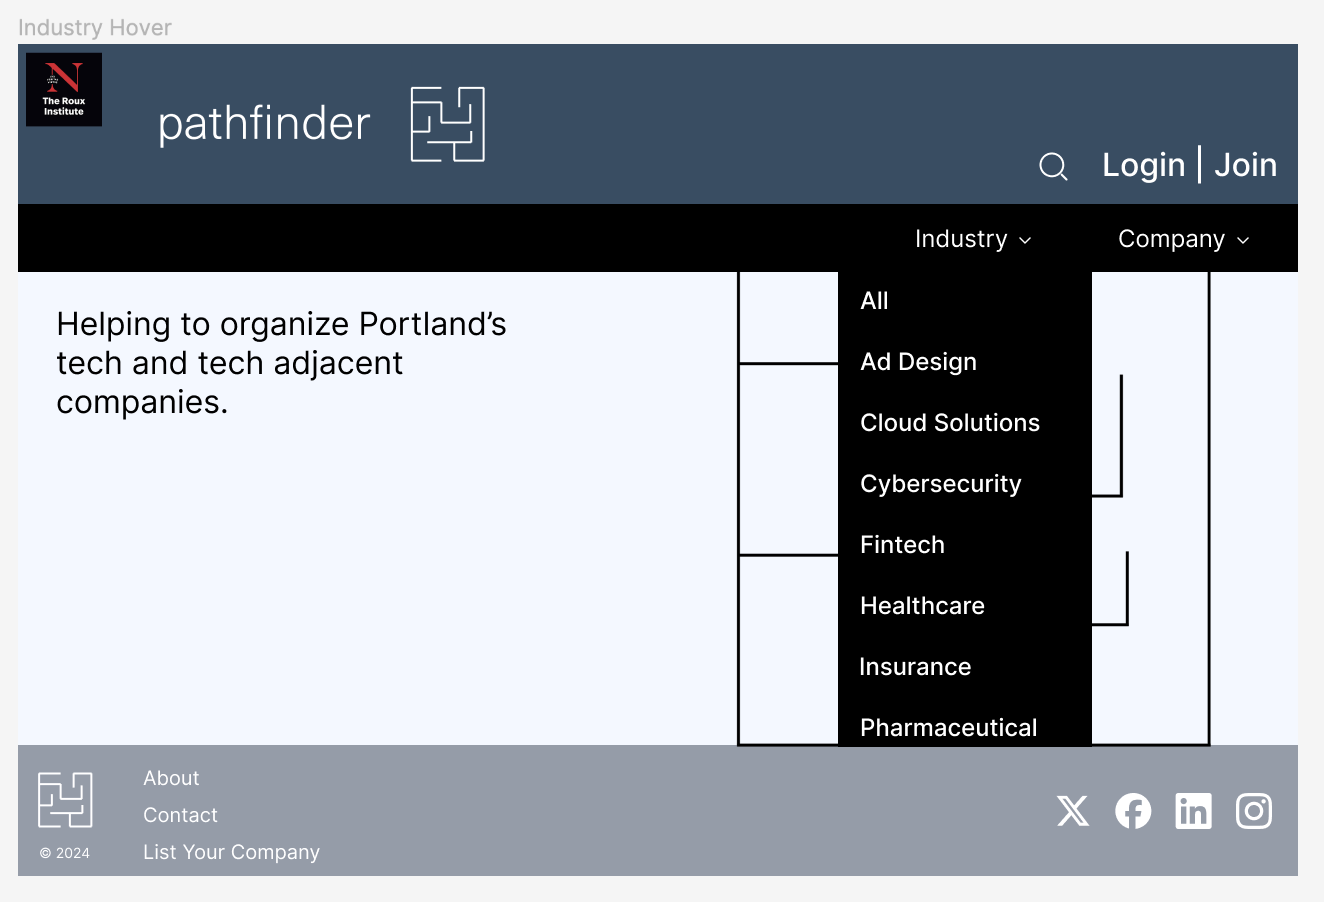 Industry Hover
N
The Roux
Institute
pathfinder
Login | Join
Industry
Company
Helping to organize Portland’s
tech and tech adjacent
companies.
All
Ad Design
Cloud Solutions
Cybersecurity
Fintech
Healthcare
Insurance
Pharmaceutical
About
Contact
List Your Company
© 2024